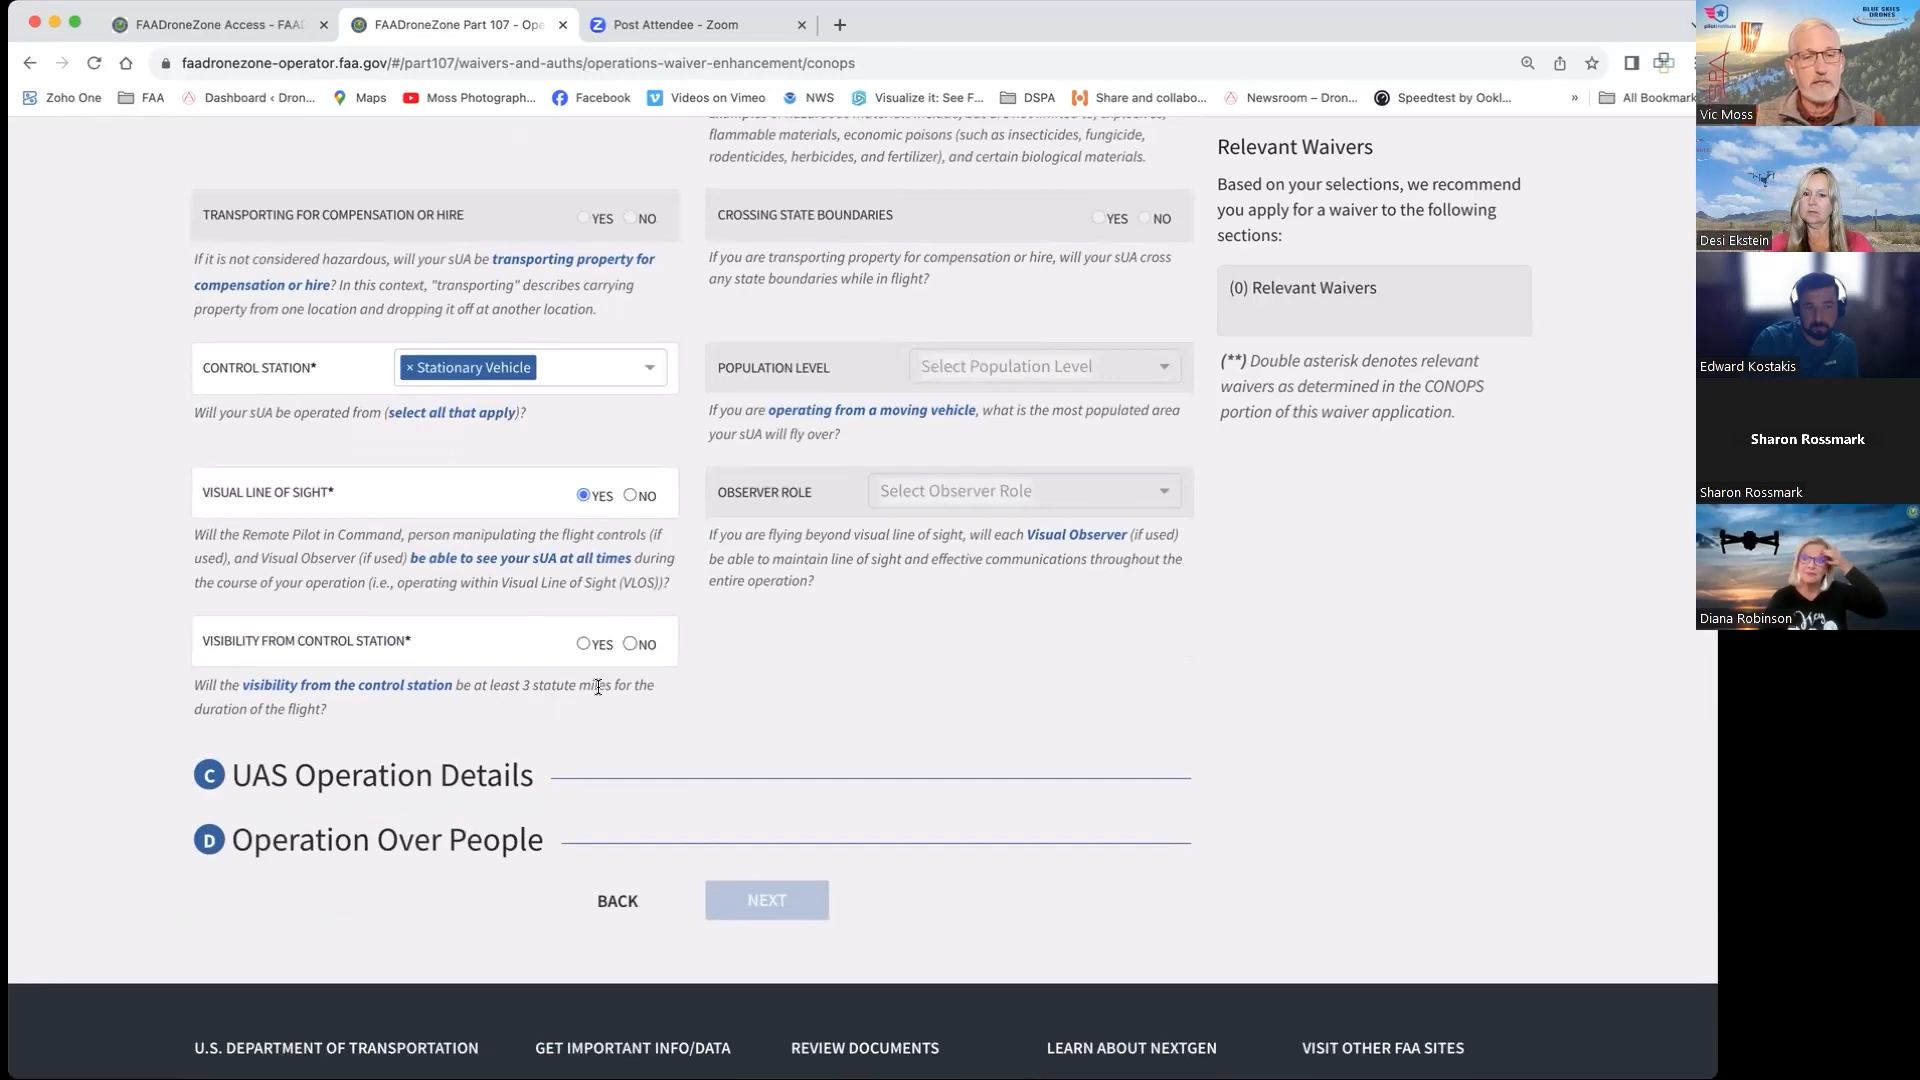 FAADroneZone Access - FAAD
FAADroneZone Part 107 - Ope
Post Attendee - Zoom
faadronezone-operator.faa.gov/#/part107/waivers-and-auths/operations-waiver-enhancement/conops
Zoho One
FAA
Dashboard ‹ Dron...
Maps
Moss Photograph...
Facebook
Videos on Vimeo
NWS
Visualize it: See F...
DSPA
Share and collabo...
Newsroom – Dron...
Speedtest by Ookl...
»
All Bookmark
flammable materials, economic poisons (such as insecticides, fungicide,
rodenticides, herbicides, and fertilizer), and certain biological materials.
TRANSPORTING FOR COMPENSATION OR HIRE
YES NO
If it is not considered hazardous, will your sUA be transporting property for
compensation or hire? In this context, "transporting" describes carrying
property from one location and dropping it off at another location.
CROSSING STATE BOUNDARIES
YES NO
If you are transporting property for compensation or hire, will your sUA cross
any state boundaries while in flight?
CONTROL STATION*
× Stationary Vehicle
Will your sUA be operated from (select all that apply)?
POPULATION LEVEL
Select Population Level
If you are operating from a moving vehicle, what is the most populated area
your sUA will fly over?
VISUAL LINE OF SIGHT*
YES NO
Will the Remote Pilot in Command, person manipulating the flight controls (if
used), and Visual Observer (if used) be able to see your sUA at all times during
the course of your operation (i.e., operating within Visual Line of Sight (VLOS))?
OBSERVER ROLE
Select Observer Role
If you are flying beyond visual line of sight, will each Visual Observer (if used)
be able to maintain line of sight and effective communications throughout the
entire operation?
VISIBILITY FROM CONTROL STATION*
YES NO
Will the visibility from the control station be at least 3 statute miles for the
duration of the flight?
C UAS Operation Details
D Operation Over People
BACK
NEXT
Relevant Waivers
Based on your selections, we recommend
you apply for a waiver to the following
sections:
(0) Relevant Waivers
(**) Double asterisk denotes relevant
waivers as determined in the CONOPS
portion of this waiver application.
U.S. DEPARTMENT OF TRANSPORTATION
GET IMPORTANT INFO/DATA
REVIEW DOCUMENTS
LEARN ABOUT NEXTGEN
VISIT OTHER FAA SITES
BLUE SKIES
DRONES
Vic Moss
Desi Ekstein
Edward Kostakis
Sharon Rossmark
Sharon Rossmark
Diana Robinson